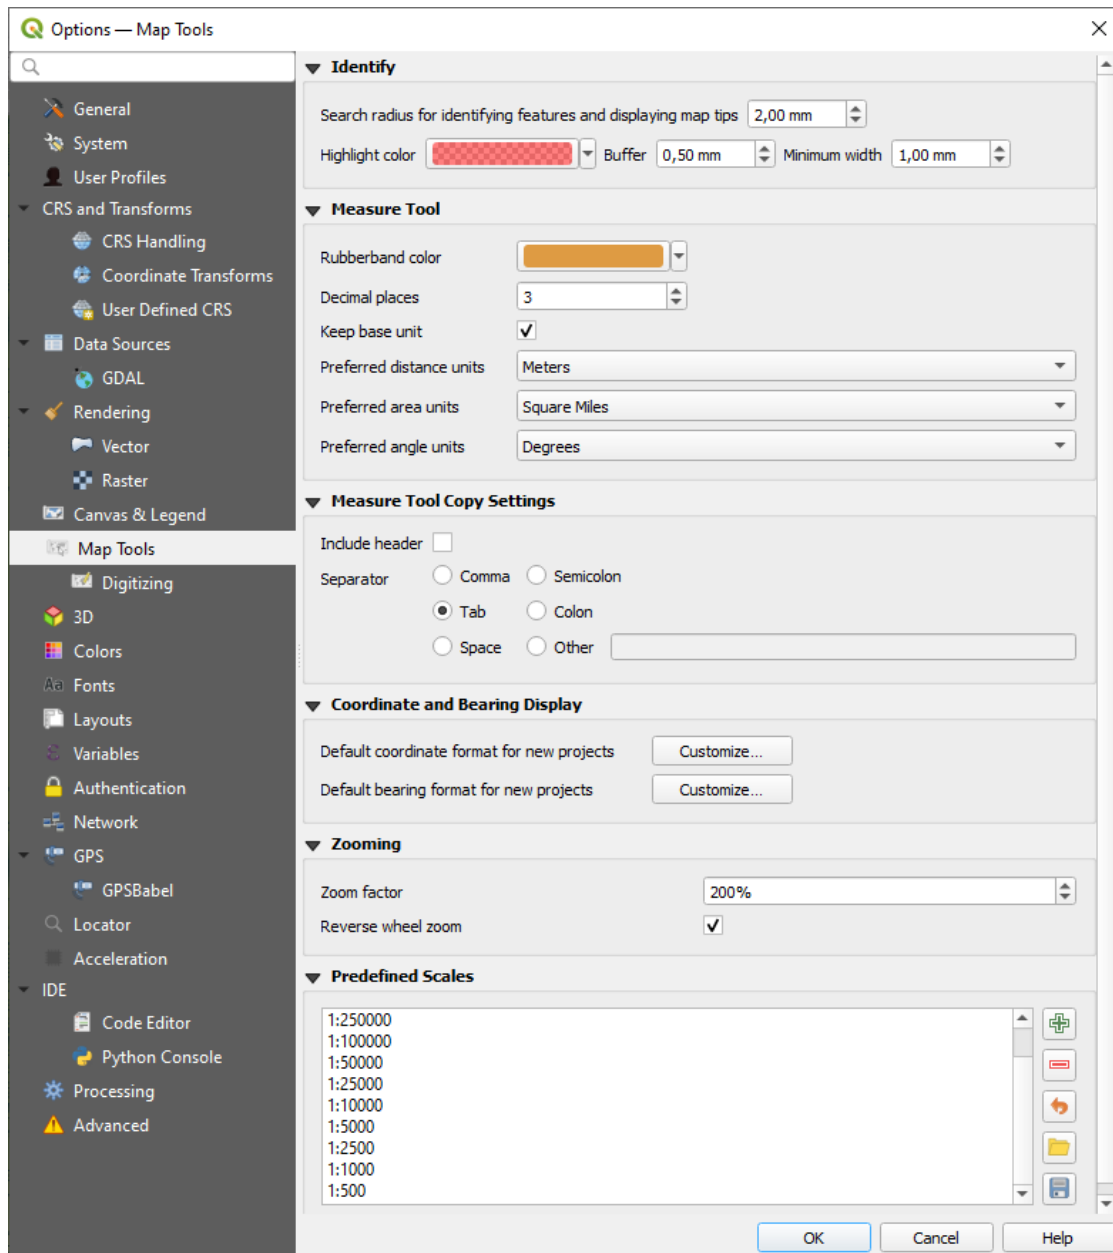 Options — Map Tools
General
System
User Profiles
CRS and Transforms
CRS Handling
Coordinate Transforms
User Defined CRS
Data Sources
GDAL
Rendering
Vector
Raster
Canvas & Legend
Map Tools
Digitizing
3D
Colors
Aa Fonts
Layouts
Variables
Authentication
Network
GPS
GPSBabel
Locator
Acceleration
IDE
Code Editor
Python Console
Processing
Advanced
Identify
Search radius for identifying features and displaying map tips 2,00 mm
Highlight color Buffer 0,50 mm Minimum width 1,00 mm
Measure Tool
Rubberband color
Decimal places 3
Keep base unit
Preferred distance units Meters
Preferred area units Square Miles
Preferred angle units Degrees
Measure Tool Copy Settings
Include header
Separator Comma Semicolon
Tab Colon
Space Other
Coordinate and Bearing Display
Default coordinate format for new projects Customize...
Default bearing format for new projects Customize...
Zooming
Zoom factor 200%
Reverse wheel zoom
Predefined Scales
1:250000
1:100000
1:50000
1:25000
1:10000
1:5000
1:2500
1:1000
1:500
OK Cancel Help